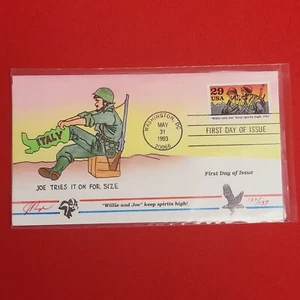 29
USA
"Willie and Joe" keep spirits high, 1943
WASHINGTON, DC
MAY
31
1993
20066
FIRST DAY OF ISSUE
ITALY
JOE TRIES IT ON FOR SIZE
First Day of Issue
"Willie and Joe" keep spirits high!